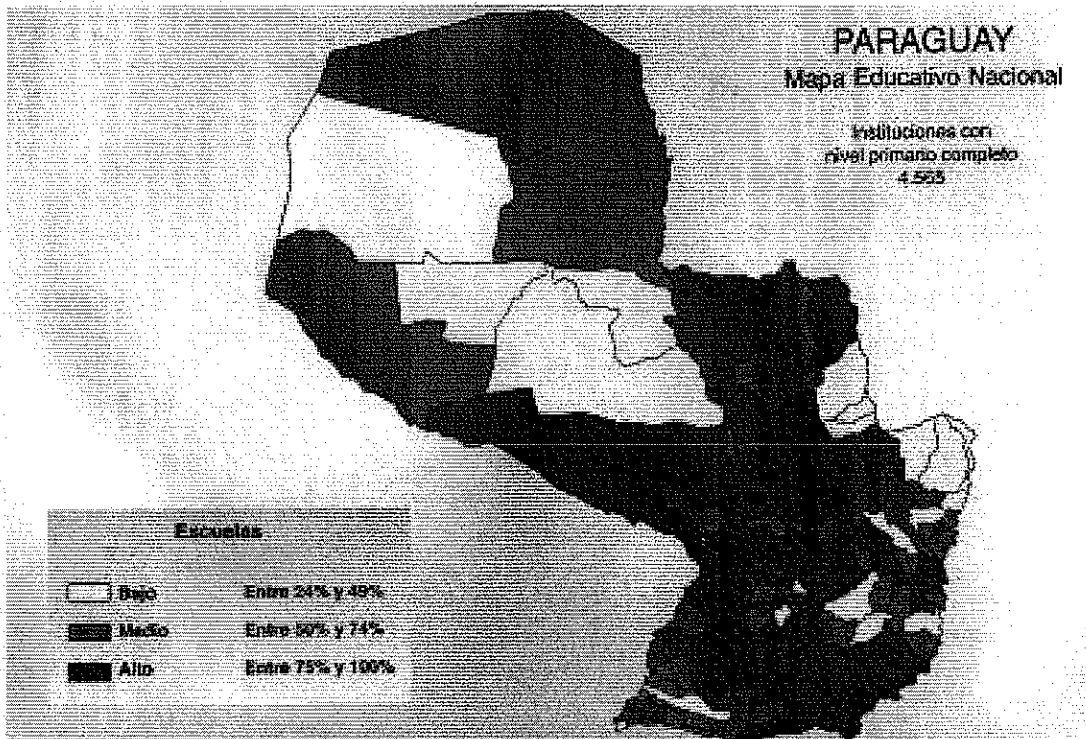 PARAGUAY
Mapa Educativo Nacional
Instituciones con
nivel primario completo
4.565
Escuelas
Bajo Entre 24% y 49%
Medio Entre 50% y 74%
Alto Entre 75% y 100%